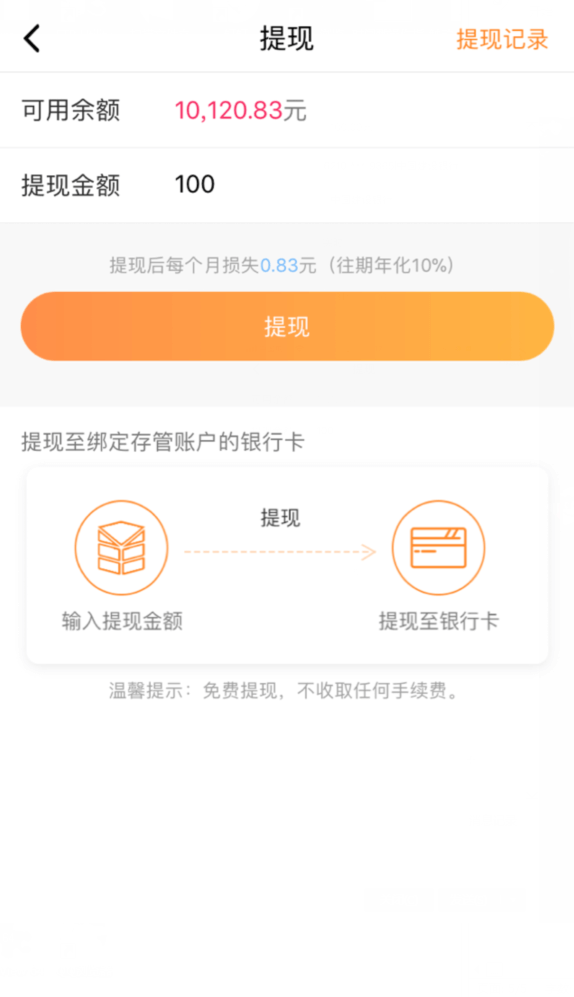 提现 提现记录
可用余额 10,120.83元
提现金额 100
提现后每个月损失0.83元（往期年化10%）
提现
提现至绑定存管账户的银行卡
提现
输入提现金额 提现至银行卡
温馨提示：免费提现，不收取任何手续费。